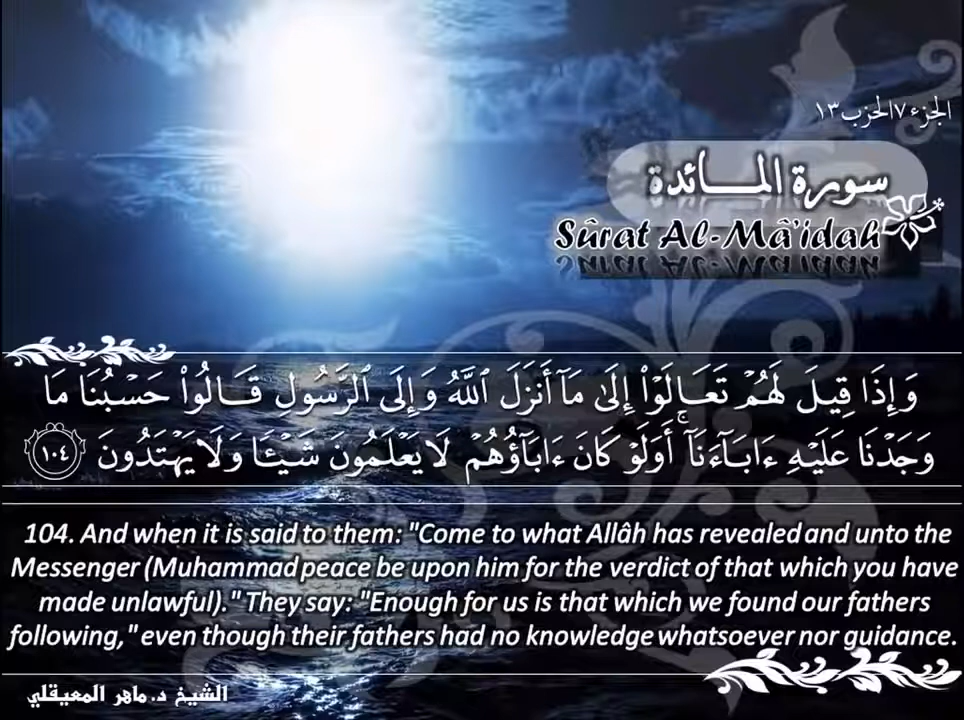 الجزء ٧ الحزب ١٣
سورة المائدة
Sûrat Al-Mâ'idah
وَإِذَا قِيلَ لَهُمْ تَعَالَوْا۟ إِلَىٰ مَآ أَنزَلَ ٱللَّهُ وَإِلَى ٱلرَّسُولِ قَالُوا۟ حَسْبُنَا مَا
وَجَدْنَا عَلَيْهِ ءَابَآءَنَآ ۚ أَوَلَوْ كَانَ ءَابَآؤُهُمْ لَا يَعْلَمُونَ شَيْـًٔا وَلَا يَهْتَدُونَ ١٠٤
104. And when it is said to them: "Come to what Allâh has revealed and unto the
Messenger (Muhammad peace be upon him for the verdict of that which you have
made unlawful)." They say: "Enough for us is that which we found our fathers
following," even though their fathers had no knowledge whatsoever nor guidance.
الشيخ د. ماهر المعيقلي